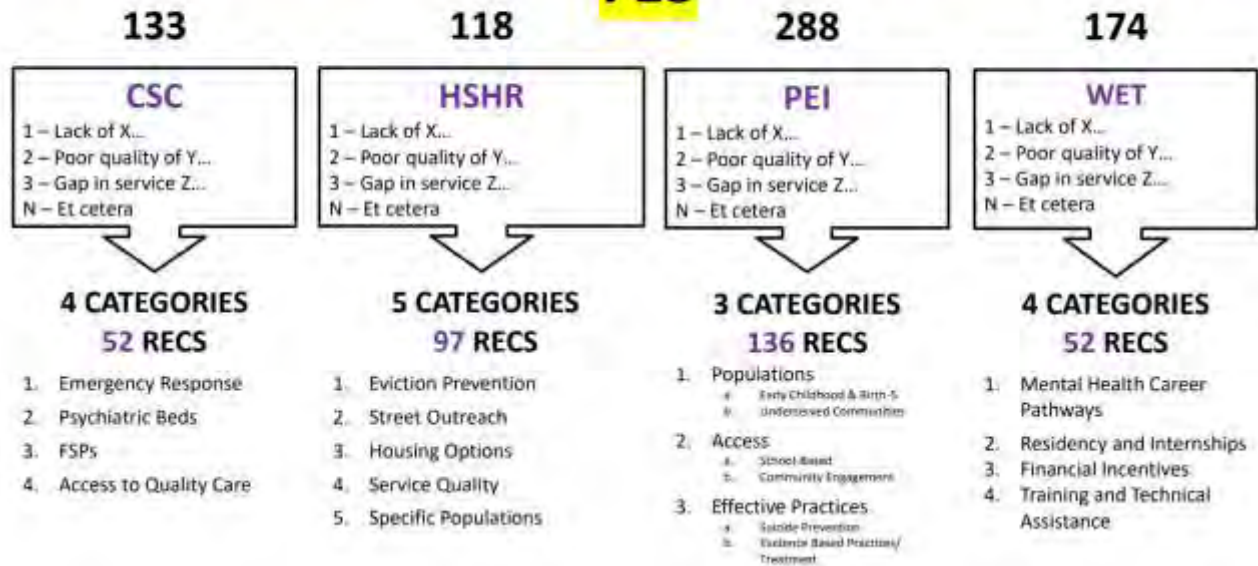 133
CSC
1 – Lack of X...
2 – Poor quality of Y...
3 – Gap in service Z...
N – Et cetera
4 CATEGORIES
52 RECS
1. Emergency Response
2. Psychiatric Beds
3. FSPs
4. Access to Quality Care
118
HSHR
1 – Lack of X...
2 – Poor quality of Y...
3 – Gap in service Z...
N – Et cetera
5 CATEGORIES
97 RECS
1. Eviction Prevention
2. Street Outreach
3. Housing Options
4. Service Quality
5. Specific Populations
288
PEI
1 – Lack of X...
2 – Poor quality of Y...
3 – Gap in service Z...
N – Et cetera
3 CATEGORIES
136 RECS
1. Populations
a. Early Childhood & Birth-5
b. Underserved Communities
2. Access
a. School-Based
b. Community Engagement
3. Effective Practices
a. Suicide Prevention
b. Evidence Based Practices/
Treatment
174
WET
1 – Lack of X...
2 – Poor quality of Y...
3 – Gap in service Z...
N – Et cetera
4 CATEGORIES
52 RECS
1. Mental Health Career
Pathways
2. Residency and Internships
3. Financial Incentives
4. Training and Technical
Assistance